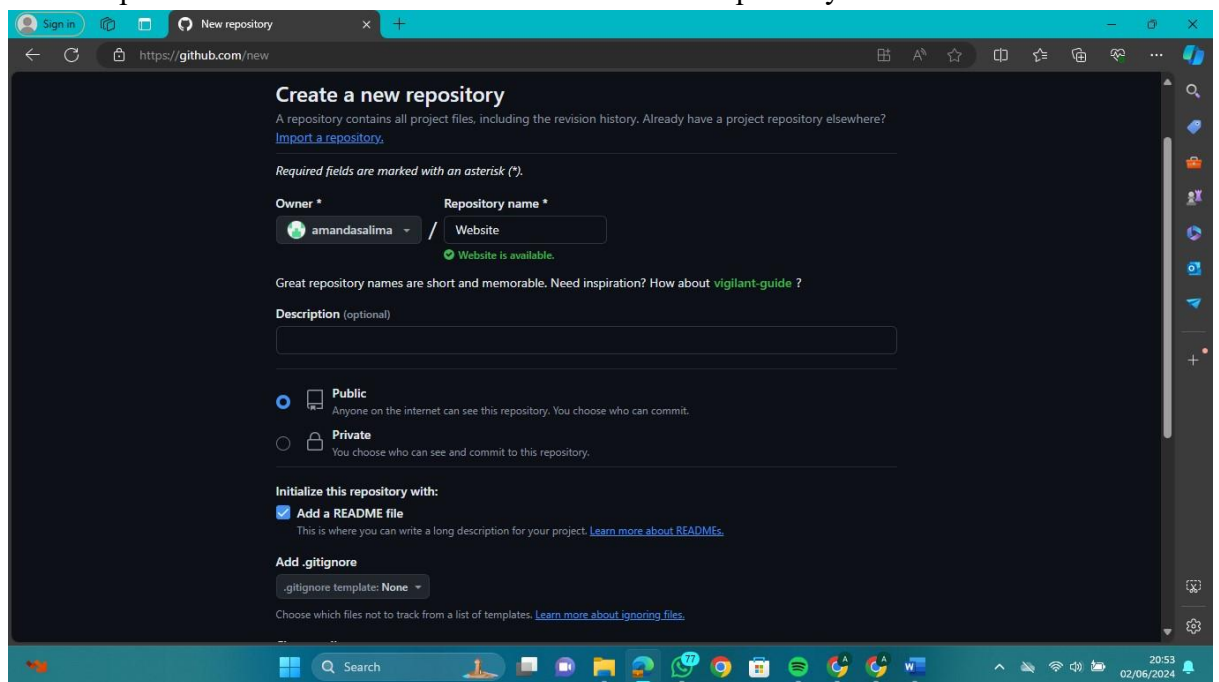 Sign in
New repository
https://github.com/new
Create a new repository
A repository contains all project files, including the revision history. Already have a project repository elsewhere?
Import a repository.
Required fields are marked with an asterisk (*).
Owner *
Repository name *
amandasalima
/
Website
Website is available.
Great repository names are short and memorable. Need inspiration? How about vigilant-guide ?
Description (optional)
Public
Anyone on the internet can see this repository. You choose who can commit.
Private
You choose who can see and commit to this repository.
Initialize this repository with:
Add a README file
This is where you can write a long description for your project. Learn more about READMEs.
Add .gitignore
.gitignore template: None
Choose which files not to track from a list of templates. Learn more about ignoring files.
Search
77
20:53
02/06/2024